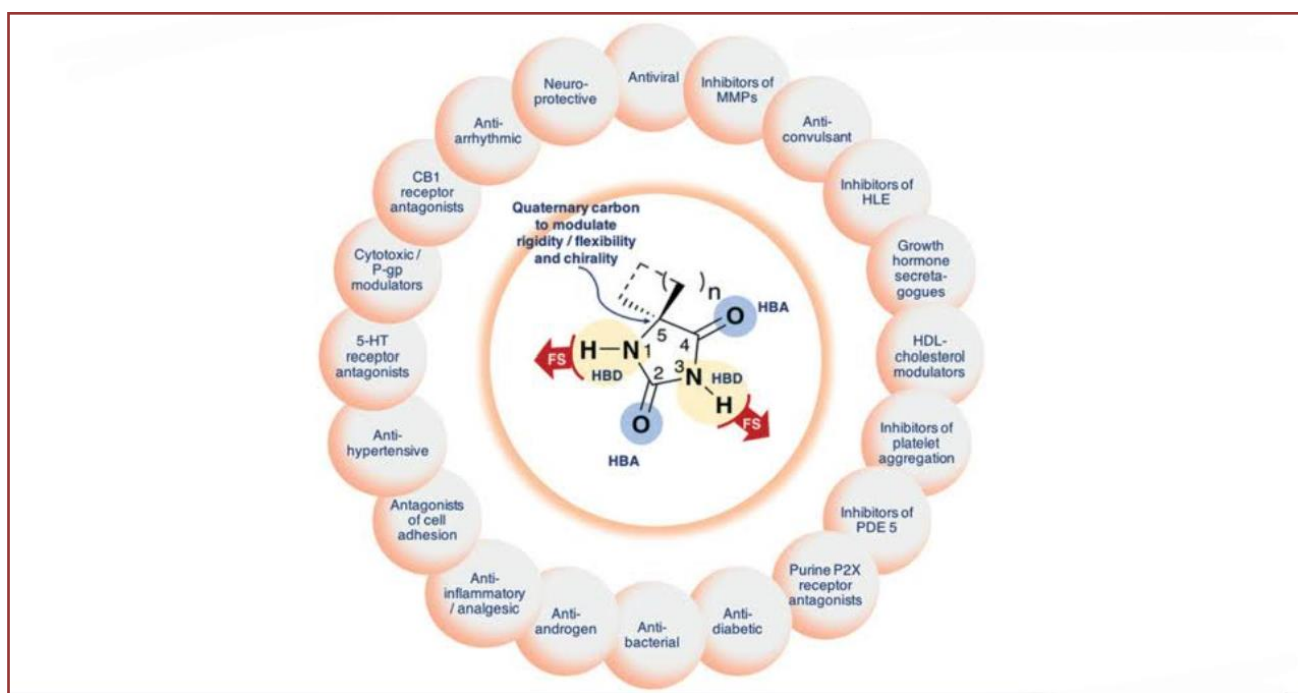 Antiviral
Inhibitors of
MMPs
Anti-
convulsant
Inhibitors of
HLE
Growth
hormone
secreta-
gogues
HDL-
cholesterol
modulators
Inhibitors of
platelet
aggregation
Inhibitors of
PDE 5
Purine P2X
receptor
antagonists
Anti-
diabetic
Anti-
bacterial
Anti-
androgen
Anti-
inflammatory
/ analgesic
Antagonists
of cell
adhesion
Anti-
hypertensive
5-HT
receptor
antagonists
Cytotoxic /
P-gp
modulators
CB1
receptor
antagonists
Anti-
arrhythmic
Neuro-
protective
Quaternary carbon
to modulate
rigidity / flexibility
and chirality
( ) n
O HBA
5
4
H N 1
FS
HBD
2
3 N
HBD
H
FS
O
HBA